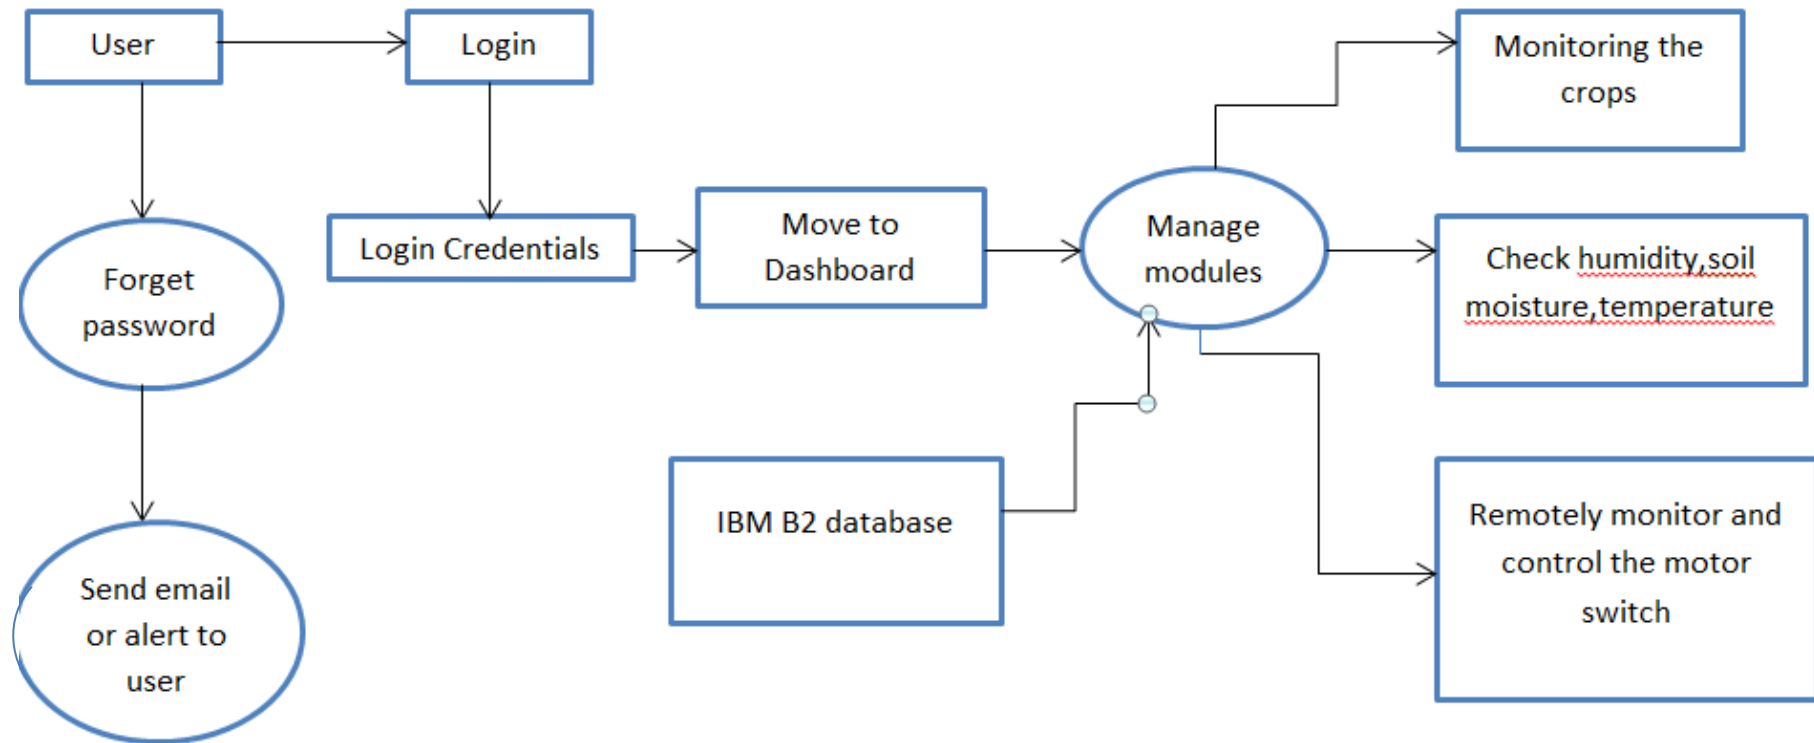 User
Login
Monitoring the
crops
Forget
password
Login Credentials
Move to
Dashboard
Manage
modules
Check humidity,soil
moisture,temperature
IBM B2 database
Remotely monitor and
control the motor
switch
Send email
or alert to
user